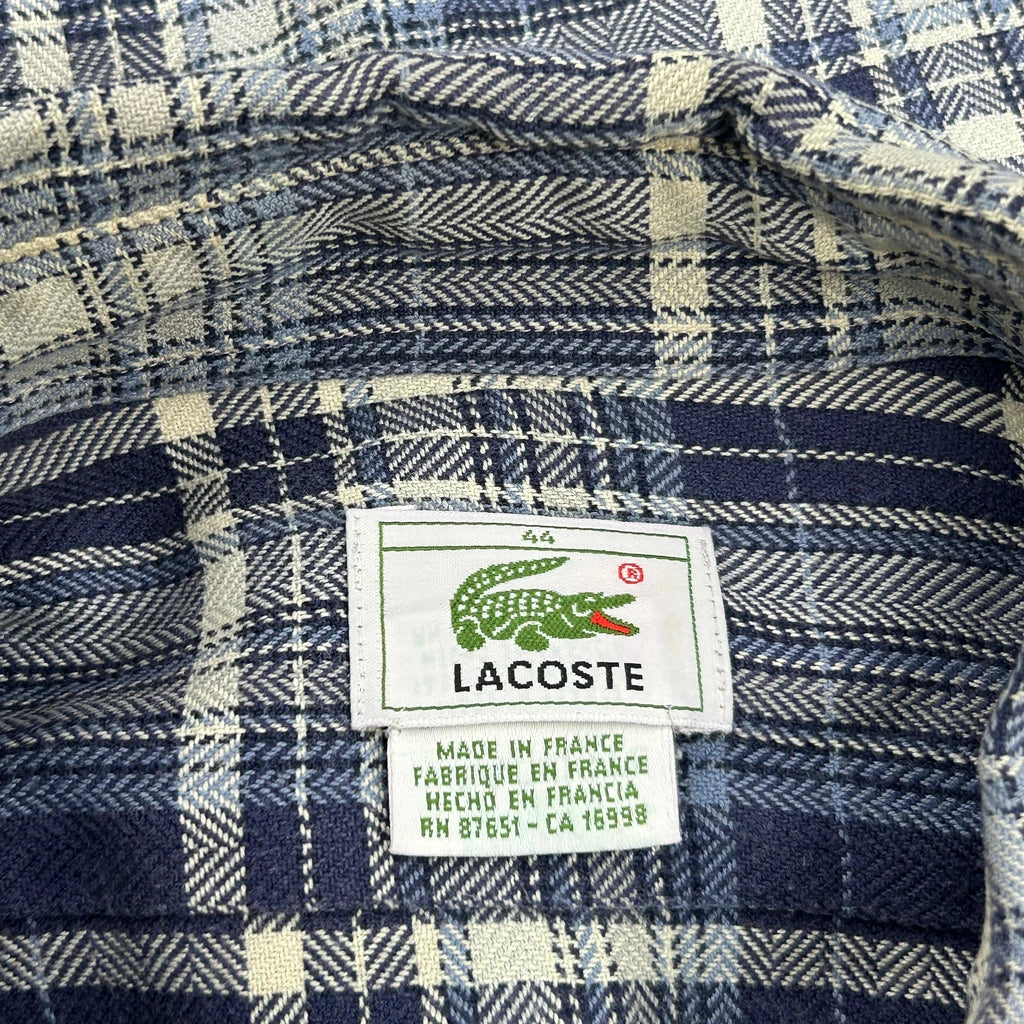 44
®
LACOSTE
MADE IN FRANCE
FABRIQUE EN FRANCE
HECHO EN FRANCIA
RN 87651 - CA 16998